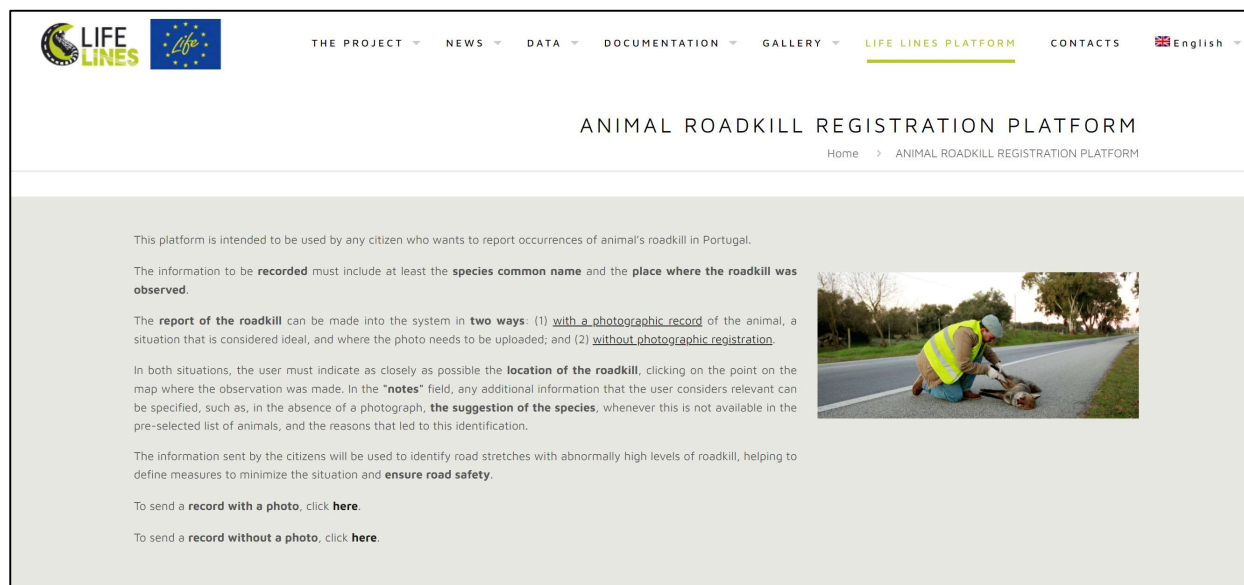 LIFE
LINES
Life
THE PROJECT NEWS DATA DOCUMENTATION GALLERY LIFE LINES PLATFORM CONTACTS English
ANIMAL ROADKILL REGISTRATION PLATFORM
Home > ANIMAL ROADKILL REGISTRATION PLATFORM
This platform is intended to be used by any citizen who wants to report occurrences of animal's roadkill in Portugal.
The information to be recorded must include at least the species common name and the place where the roadkill was
observed.
The report of the roadkill can be made into the system in two ways: (1) with a photographic record of the animal, a
situation that is considered ideal, and where the photo needs to be uploaded; and (2) without photographic registration.
In both situations, the user must indicate as closely as possible the location of the roadkill, clicking on the point on the
map where the observation was made. In the "notes" field, any additional information that the user considers relevant can
be specified, such as, in the absence of a photograph, the suggestion of the species, whenever this is not available in the
pre-selected list of animals, and the reasons that led to this identification.
The information sent by the citizens will be used to identify road stretches with abnormally high levels of roadkill, helping to
define measures to minimize the situation and ensure road safety.
To send a record with a photo, click here.
To send a record without a photo, click here.